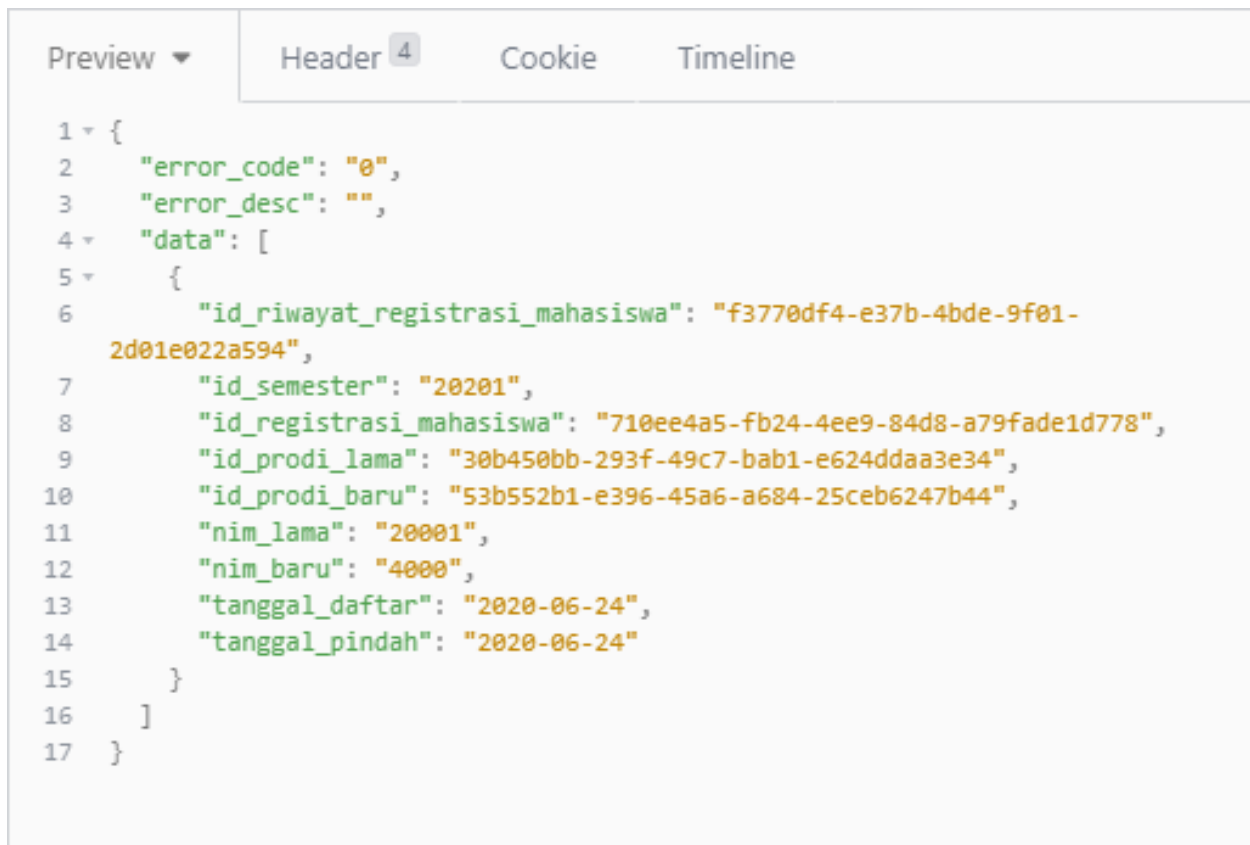 Preview Header 4 Cookie Timeline
1 {
2 "error_code": "0",
3 "error_desc": "",
4 "data": [
5 {
6 "id_riwayat_registrasi_mahasiswa": "f3770df4-e37b-4bde-9f01-
2d01e022a594",
7 "id_semester": "20201",
8 "id_registrasi_mahasiswa": "710ee4a5-fb24-4ee9-84d8-a79fade1d778",
9 "id_prodi_lama": "30b450bb-293f-49c7-bab1-e624ddaa3e34",
10 "id_prodi_baru": "53b552b1-e396-45a6-a684-25ceb6247b44",
11 "nim_lama": "20001",
12 "nim_baru": "4000",
13 "tanggal_daftar": "2020-06-24",
14 "tanggal_pindah": "2020-06-24"
15 }
16 ]
17 }